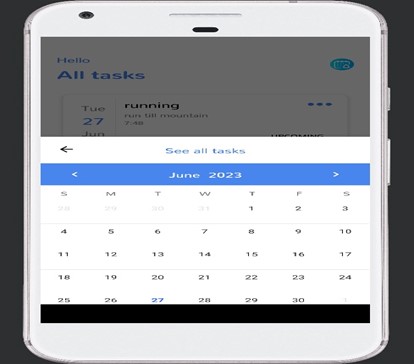 Hello
All tasks
Tue
27
Jun
running
run till mountain
7:48
UPCOMING
See all tasks
< June 2023 >
S M T W T F S
28 29 30 31 1 2 3
4 5 6 7 8 9 10
11 12 13 14 15 16 17
18 19 20 21 22 23 24
25 26 27 28 29 30 1